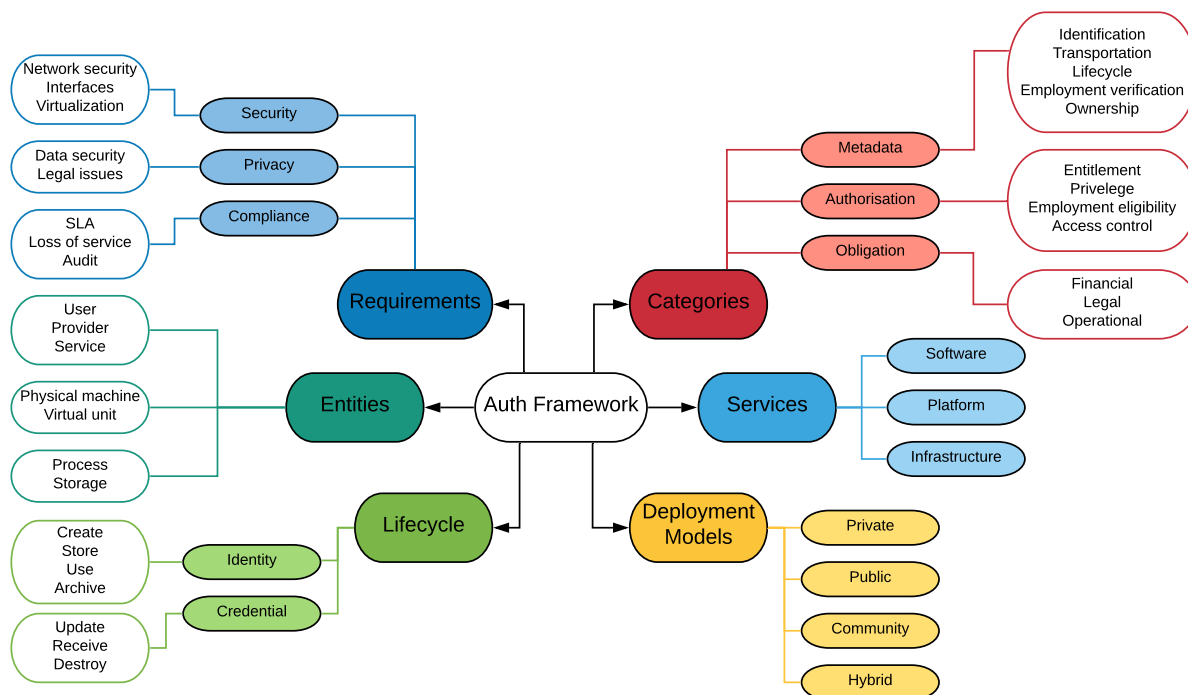 Network security
Interfaces
Virtualization
Security
Data security
Legal issues
Privacy
SLA
Loss of service
Audit
Compliance
Requirements
Identification
Transportation
Lifecycle
Employment verification
Ownership
Metadata
Entitlement
Privelege
Employment eligibility
Access control
Authorisation
Financial
Legal
Operational
Obligation
Categories
User
Provider
Service
Physical machine
Virtual unit
Process
Storage
Entities
Auth Framework
Services
Software
Platform
Infrastructure
Lifecycle
Create
Store
Use
Archive
Identity
Update
Receive
Destroy
Credential
Deployment
Models
Private
Public
Community
Hybrid